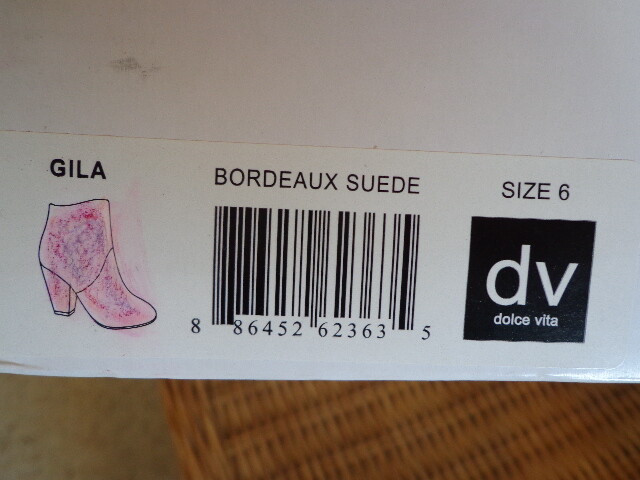 GILA
BORDEAUX SUEDE
SIZE 6
8 86452 62363 5
dv
dolce vita